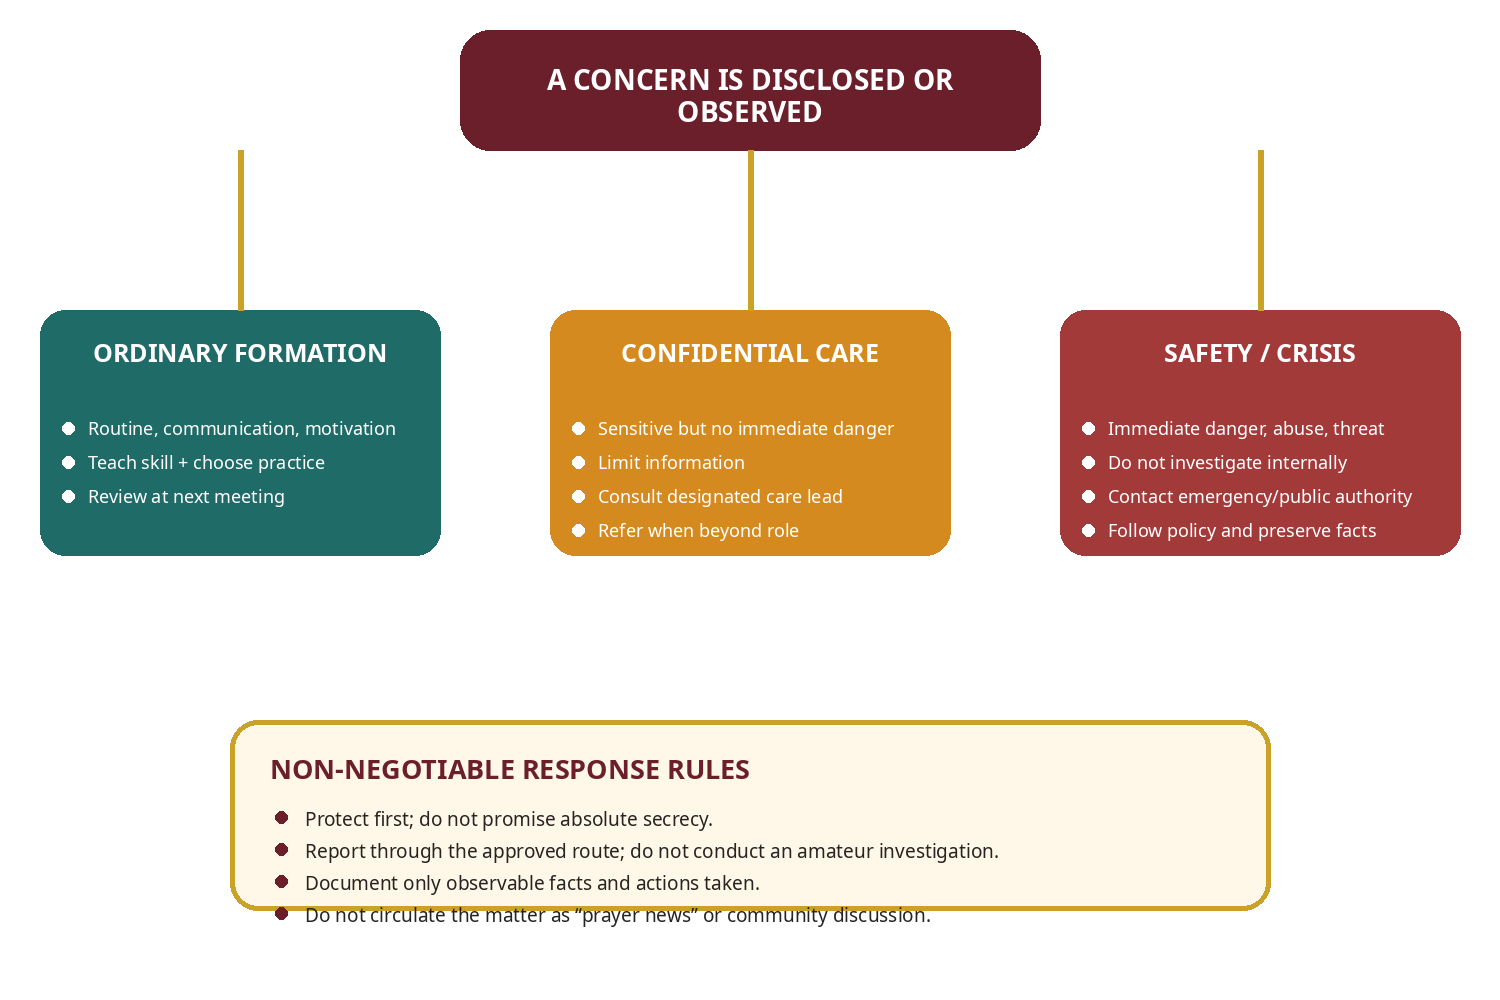 A CONCERN IS DISCLOSED OR
OBSERVED
ORDINARY FORMATION
Routine, communication, motivation
Teach skill + choose practice
Review at next meeting
CONFIDENTIAL CARE
Sensitive but no immediate danger
Limit information
Consult designated care lead
Refer when beyond role
SAFETY / CRISIS
Immediate danger, abuse, threat
Do not investigate internally
Contact emergency/public authority
Follow policy and preserve facts
NON-NEGOTIABLE RESPONSE RULES
Protect first; do not promise absolute secrecy.
Report through the approved route; do not conduct an amateur investigation.
Document only observable facts and actions taken.
Do not circulate the matter as “prayer news” or community discussion.